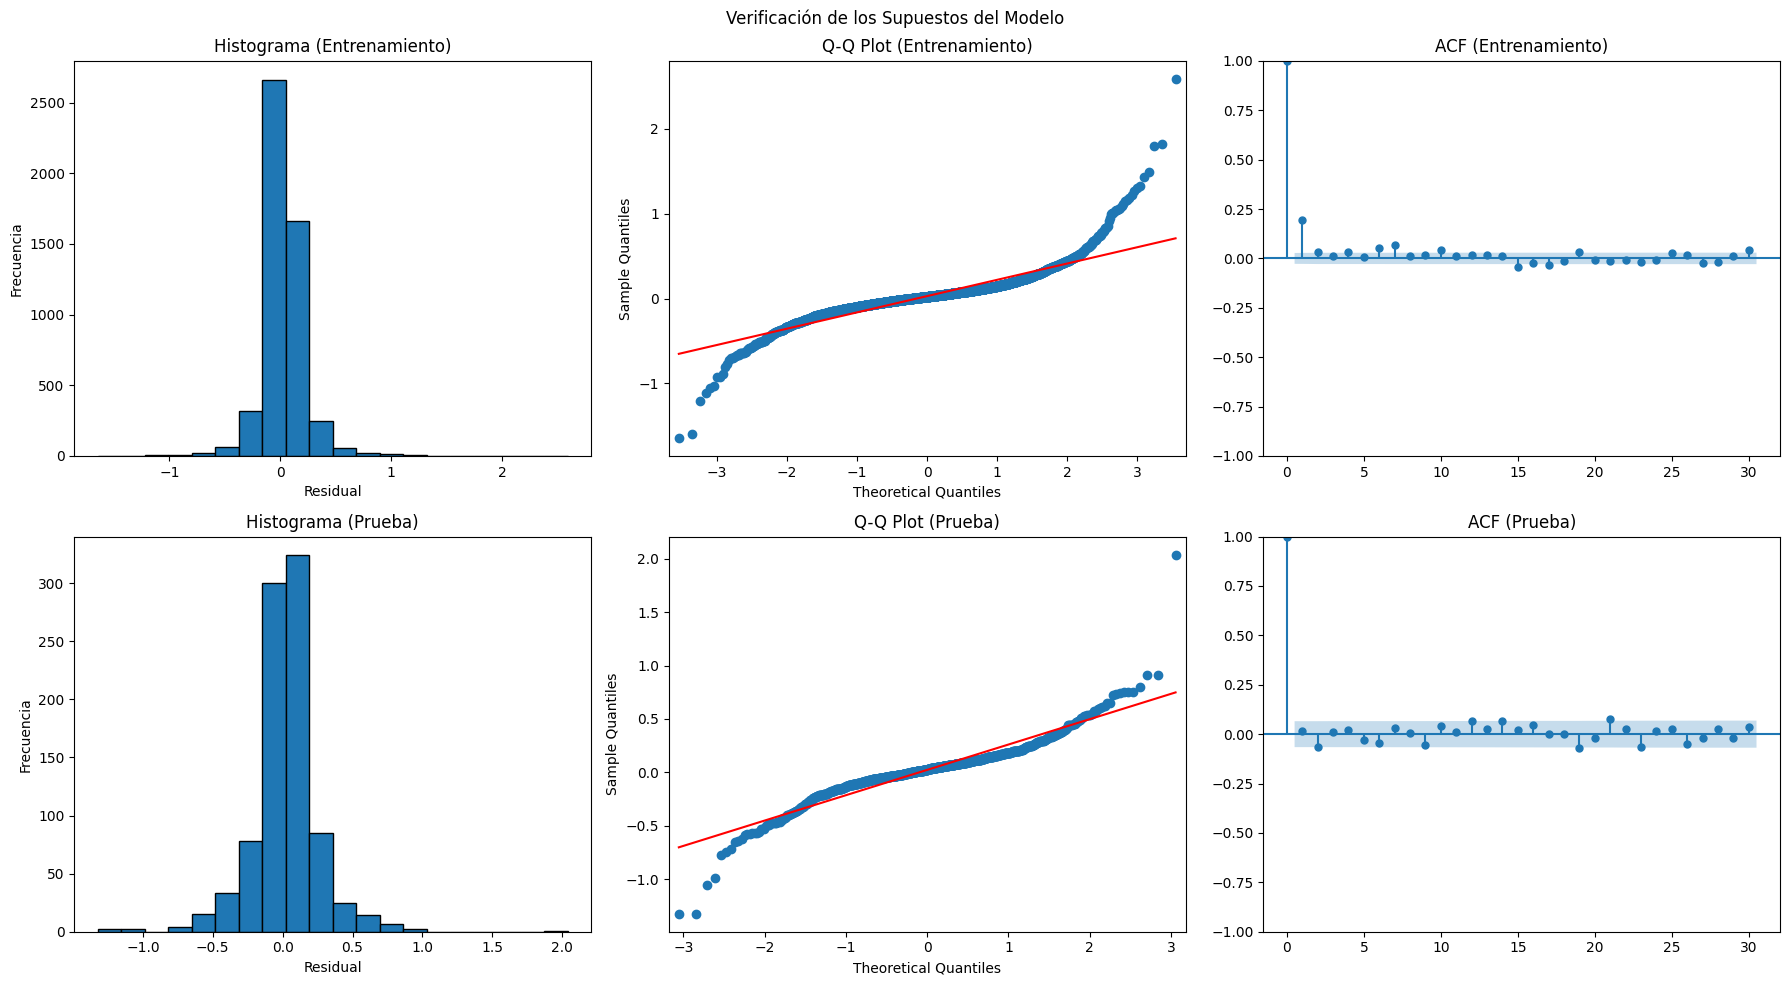 Verificación de los Supuestos del Modelo
Histograma (Entrenamiento)
Frecuencia
2500
2000
1500
1000
500
0
−1 0 1 2
Residual
Q-Q Plot (Entrenamiento)
Sample Quantiles
2
1
0
−1
−3 −2 −1 0 1 2 3
Theoretical Quantiles
ACF (Entrenamiento)
1.00
0.75
0.50
0.25
0.00
−0.25
−0.50
−0.75
−1.00
0 5 10 15 20 25 30
Histograma (Prueba)
Frecuencia
300
250
200
150
100
50
0
−1.0 −0.5 0.0 0.5 1.0 1.5 2.0
Residual
Q-Q Plot (Prueba)
Sample Quantiles
2.0
1.5
1.0
0.5
0.0
−0.5
−1.0
−3 −2 −1 0 1 2 3
Theoretical Quantiles
ACF (Prueba)
1.00
0.75
0.50
0.25
0.00
−0.25
−0.50
−0.75
−1.00
0 5 10 15 20 25 30